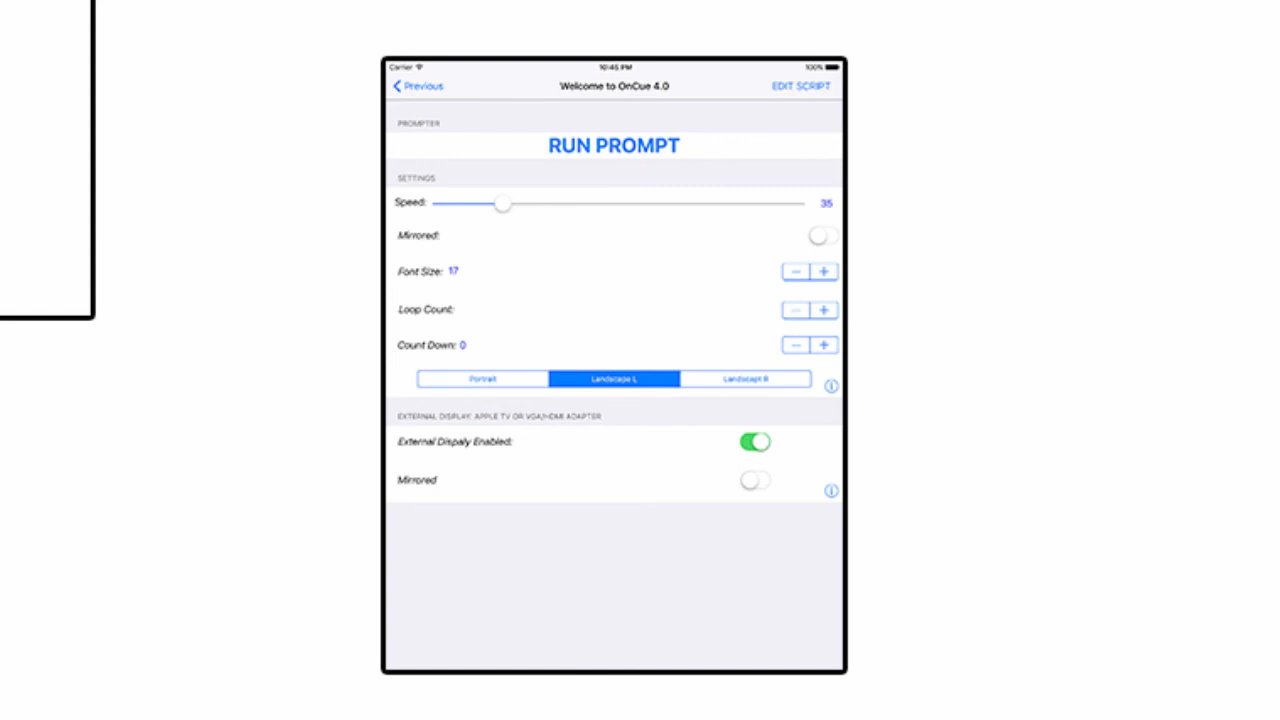 Carrier 10:45 PM 100%
Previous Welcome to OnCue 4.0 EDIT SCRIPT
PROMPTER
RUN PROMPT
SETTINGS
Speed: 35
Mirrored:
Font Size: 17
Loop Count:
Count Down: 0
Portrait Landscape L Landscapt R
EXTERNAL DISPLAY: APPLE TV OR VGA/HDMI ADAPTER
External Dispaly Enabled:
Mirrored